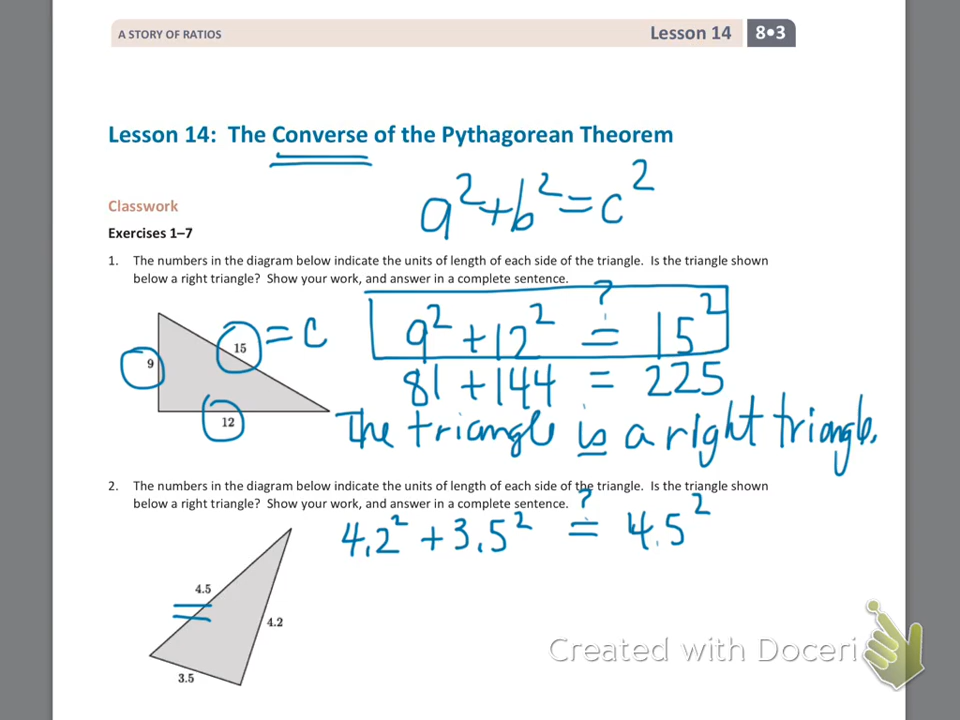 A STORY OF RATIOS
Lesson 14 8•3
Lesson 14: The Converse of the Pythagorean Theorem
a²+b²=c²
Classwork
Exercises 1–7
1. The numbers in the diagram below indicate the units of length of each side of the triangle. Is the triangle shown
below a right triangle? Show your work, and answer in a complete sentence.
?
9² + 12² = 15²
15 = c
9
81 + 144 = 225
12
The triangle is a right triangle.
2. The numbers in the diagram below indicate the units of length of each side of the triangle. Is the triangle shown
below a right triangle? Show your work, and answer in a complete sentence.
?
4.2² + 3.5² = 4.5²
4.5
4.2
3.5
Created with Doceri